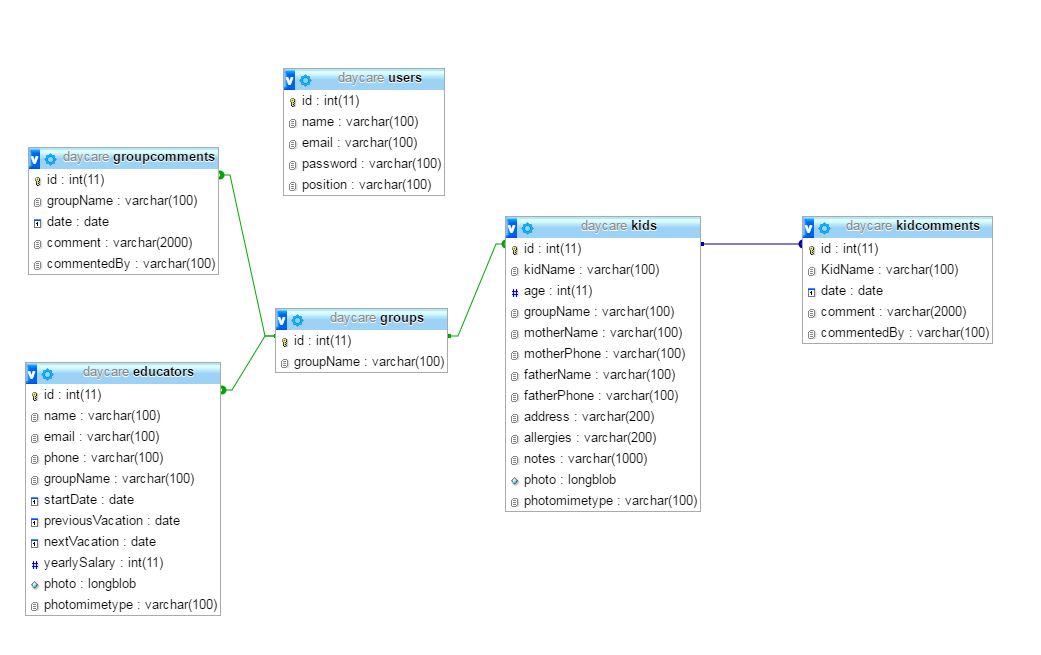 daycare users
id : int(11)
name : varchar(100)
email : varchar(100)
password : varchar(100)
position : varchar(100)
daycare groupcomments
id : int(11)
groupName : varchar(100)
date : date
comment : varchar(2000)
commentedBy : varchar(100)
daycare groups
id : int(11)
groupName : varchar(100)
daycare educators
id : int(11)
name : varchar(100)
email : varchar(100)
phone : varchar(100)
groupName : varchar(100)
startDate : date
previousVacation : date
nextVacation : date
yearlySalary : int(11)
photo : longblob
photomimetype : varchar(100)
daycare kids
id : int(11)
kidName : varchar(100)
age : int(11)
groupName : varchar(100)
motherName : varchar(100)
motherPhone : varchar(100)
fatherName : varchar(100)
fatherPhone : varchar(100)
address : varchar(200)
allergies : varchar(200)
notes : varchar(1000)
photo : longblob
photomimetype : varchar(100)
daycare kidcomments
id : int(11)
KidName : varchar(100)
date : date
comment : varchar(2000)
commentedBy : varchar(100)